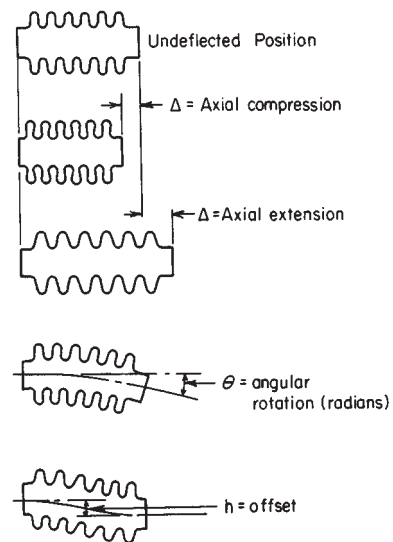 Undeflected Position
Δ = Axial compression
Δ = Axial extension
θ = angular
rotation (radians)
h = offset